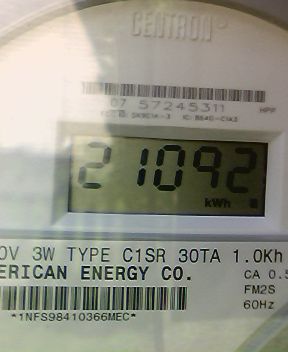 CENTRON®
07 57245311
HPP
21092
kWh
0V 3W TYPE C1SR 30TA 1.0Kh
ERICAN ENERGY CO.
CA 0.5
FM2S
60Hz
*1NFS98410366MEC*